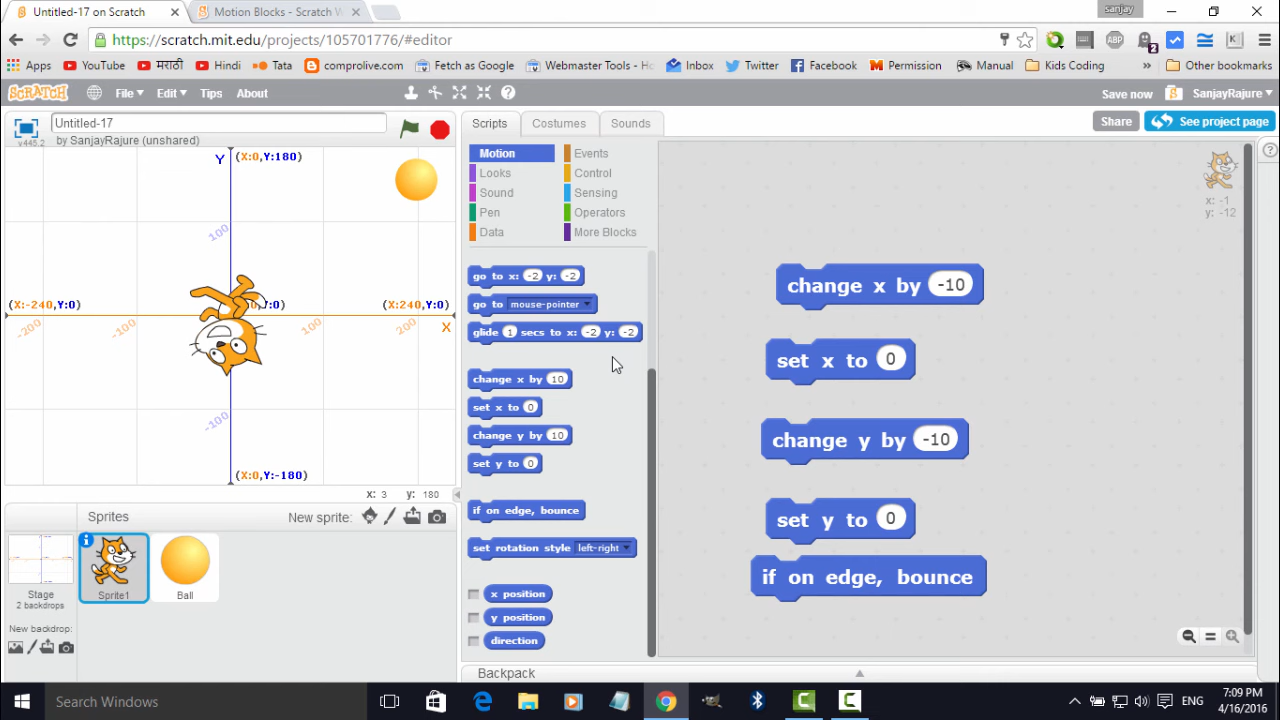 Untitled-17 on Scratch
Motion Blocks - Scratch W
sanjay
https://scratch.mit.edu/projects/105701776/#editor
ABP
2
Apps
YouTube
मराठी
Hindi
Tata
comprolive.com
Fetch as Google
Webmaster Tools - Ho
Inbox
Twitter
Facebook
Permission
Manual
Kids Coding
Other bookmarks
SCRATCH
File
Edit
Tips
About
Save now
SanjayRajure
Untitled-17
by SanjayRajure (unshared)
v445.2
Scripts
Costumes
Sounds
Share
See project page
Motion
Looks
Sound
Pen
Data
Events
Control
Sensing
Operators
More Blocks
Y
(X:0,Y:180)
100
(X:-240,Y:0)
:0)
(X:240,Y:0)
-200
-100
100
200
X
-100
(X:0,Y:-180)
go to x: -2 y: -2
go to mouse-pointer
glide 1 secs to x: -2 y: -2
change x by 10
set x to 0
change y by 10
set y to 0
if on edge, bounce
set rotation style left-right
x position
y position
direction
change x by -10
set x to 0
change y by -10
set y to 0
if on edge, bounce
x: -1
y: -12
x: 3 y: 180
Sprites
New sprite:
Stage
2 backdrops
New backdrop:
Sprite1
Ball
Backpack
Search Windows
ENG
7:09 PM
4/16/2016